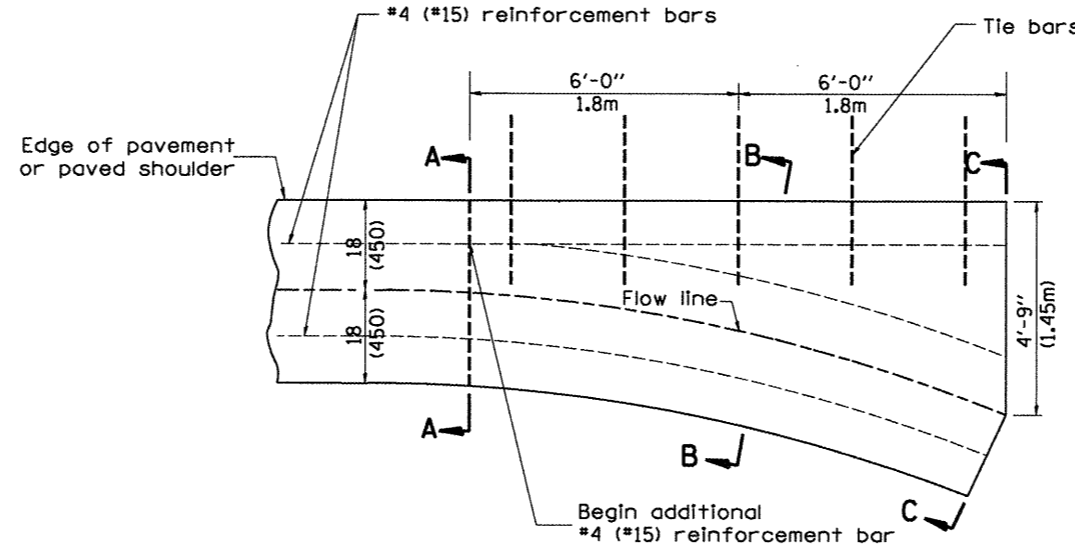 #4 (#15) reinforcement bars
Tie bars
6'-0"
1.8m
6'-0"
1.8m
Edge of pavement
or paved shoulder
A
B
C
18
(450)
18
(450)
Flow line
4'-9"
(1.45m)
A
B
C
Begin additional
#4 (#15) reinforcement bar